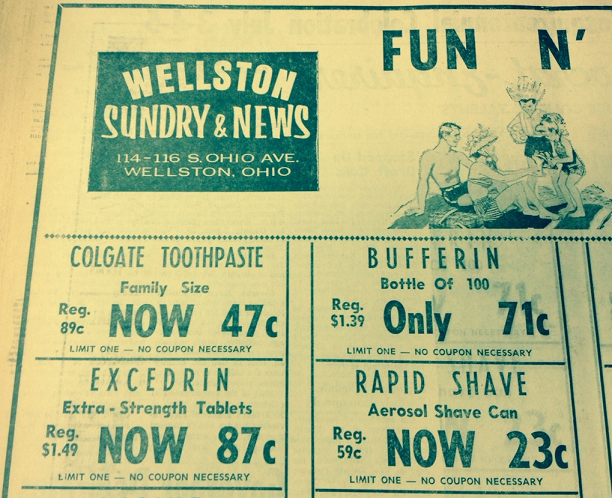 FUN N'
WELLSTON
SUNDRY & NEWS
114-116 S. OHIO AVE.
WELLSTON, OHIO
COLGATE TOOTHPASTE
Family Size
Reg. 89c NOW 47c
LIMIT ONE — NO COUPON NECESSARY
BUFFERIN
Bottle Of 100
Reg. $1.39 Only 71c
LIMIT ONE — NO COUPON NECESSARY
EXCEDRIN
Extra-Strength Tablets
Reg. $1.49 NOW 87c
LIMIT ONE — NO COUPON NECESSARY
RAPID SHAVE
Aerosol Shave Can
Reg. 59c NOW 23c
LIMIT ONE — NO COUPON NECESSARY